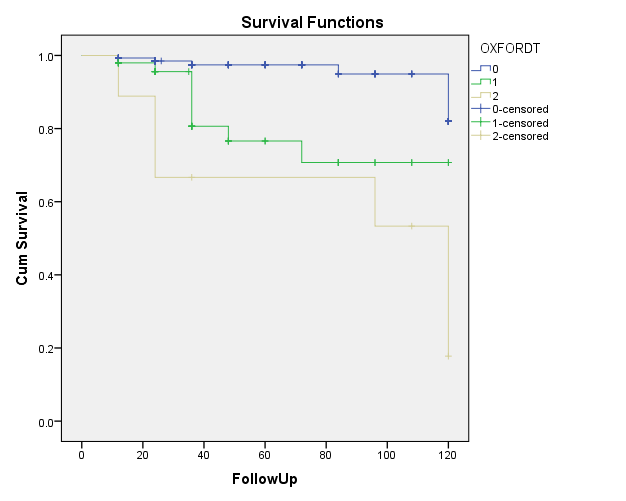 Survival Functions
OXFORDT
0
1
2
0-censored
1-censored
2-censored
Cum Survival
1.0
0.8
0.6
0.4
0.2
0.0
0 20 40 60 80 100 120
FollowUp